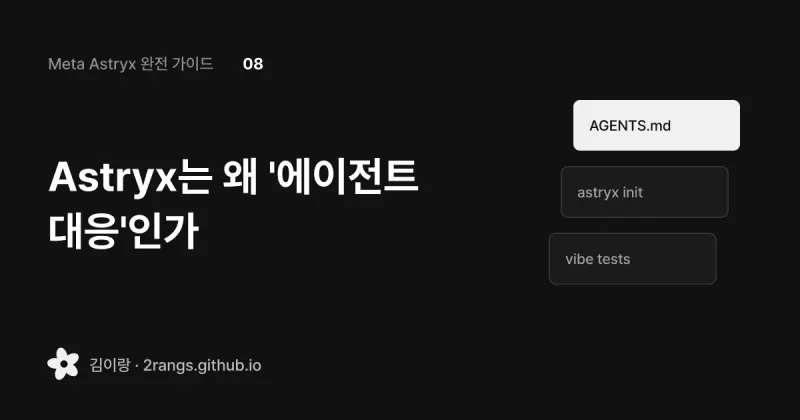 Meta Astryx 완전 가이드 08
Astryx는 왜 '에이전트
대응'인가
AGENTS.md
astryx init
vibe tests
김이랑 · 2rangs.github.io